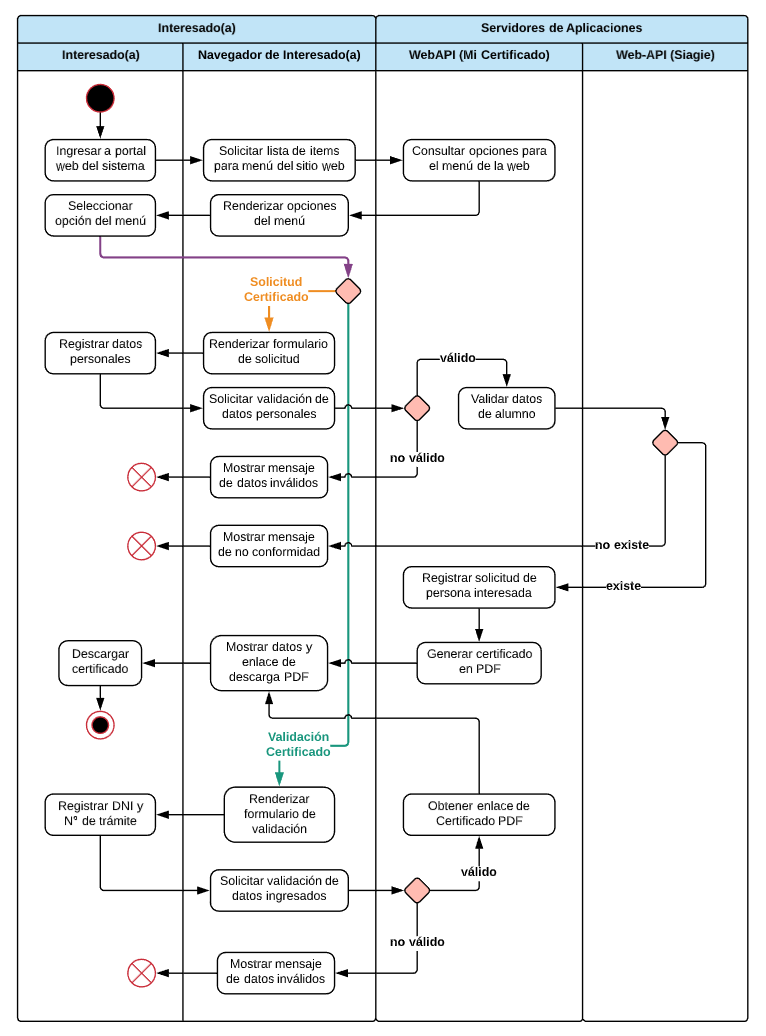 Interesado(a)
Servidores de Aplicaciones
Interesado(a)
Navegador de Interesado(a)
WebAPI (Mi Certificado)
Web-API (Siagie)
Ingresar a portal
web del sistema
Solicitar lista de items
para menú del sitio web
Consultar opciones para
el menú de la web
Seleccionar
opción del menú
Renderizar opciones
del menú
Solicitud
Certificado
Registrar datos
personales
Renderizar formulario
de solicitud
válido
Solicitar validación de
datos personales
Validar datos
de alumno
no válido
Mostrar mensaje
de datos inválidos
Mostrar mensaje
de no conformidad
no existe
Registrar solicitud de
persona interesada
existe
Descargar
certificado
Mostrar datos y
enlace de
descarga PDF
Generar certificado
en PDF
Validación
Certificado
Registrar DNI y
N° de trámite
Renderizar
formulario de
validación
Obtener enlace de
Certificado PDF
válido
Solicitar validación de
datos ingresados
no válido
Mostrar mensaje
de datos inválidos